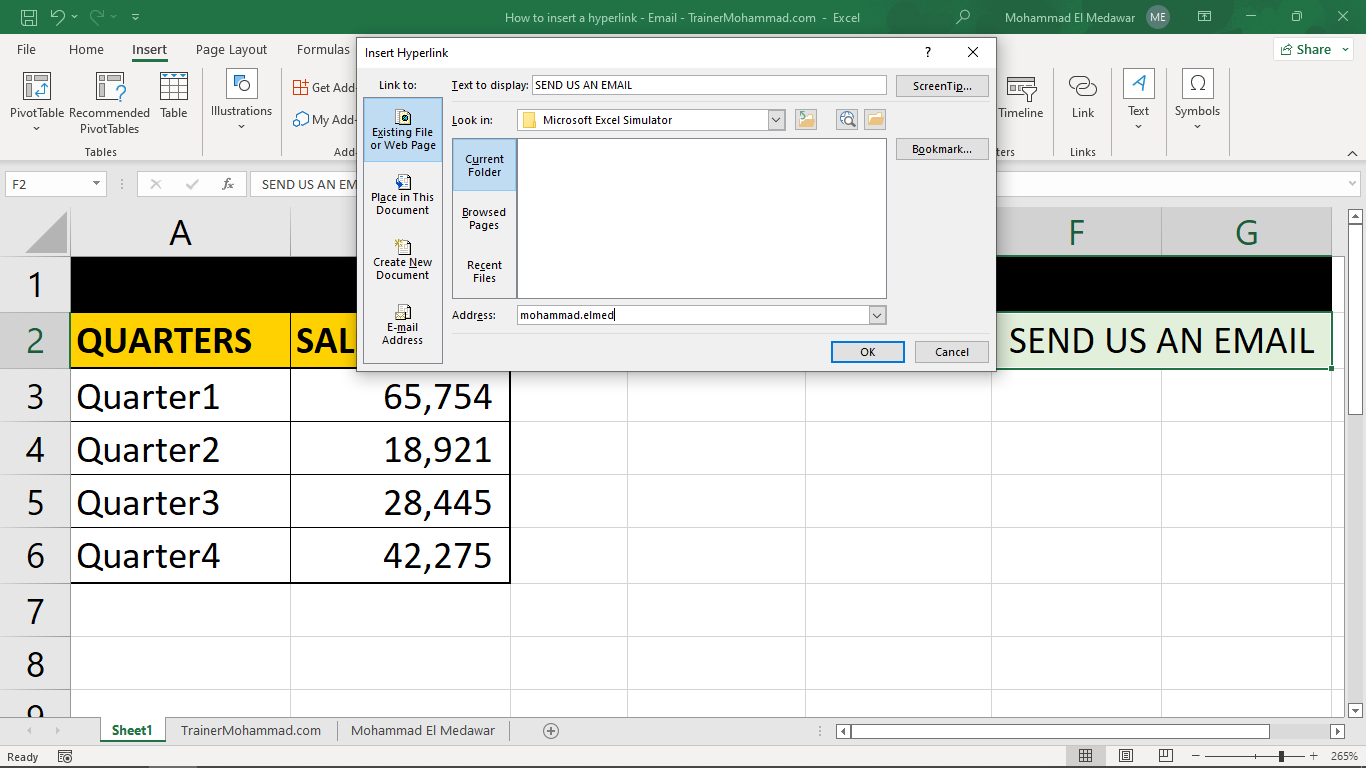 How to insert a hyperlink - Email - TrainerMohammad.com - Excel
Mohammad El Medawar ME
File Home Insert Page Layout Formulas
Share
PivotTable
Recommended
PivotTables
Table
Tables
Illustrations
Get Add-
My Add-
Add-
Timeline
ters
Link
Links
Text
Symbols
Insert Hyperlink
?
Link to:
Text to display: SEND US AN EMAIL
ScreenTip...
Existing File
or Web Page
Look in: Microsoft Excel Simulator
Bookmark...
Current
Folder
Place in This
Document
Browsed
Pages
Create New
Document
Recent
Files
E-mail
Address
Address: mohammad.elmed
OK Cancel
F2
fx
SEND US AN EM
A F G
1
2 QUARTERS SAL SEND US AN EMAIL
3 Quarter1 65,754
4 Quarter2 18,921
5 Quarter3 28,445
6 Quarter4 42,275
7
8
9
Sheet1 TrainerMohammad.com Mohammad El Medawar
Ready
265%